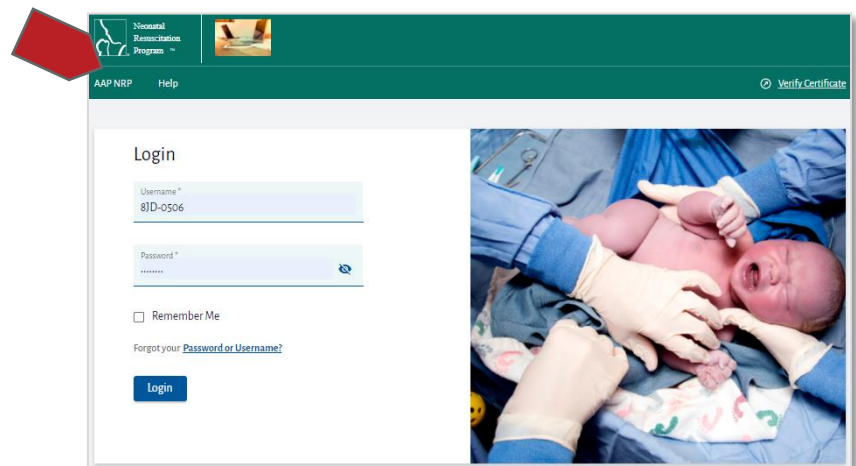 Neonatal
Resuscitation
Program ™
AAP NRP Help
Verify Certificate
Login
Username *
8JD-0506
Password *
........
Remember Me
Forgot your Password or Username?
Login